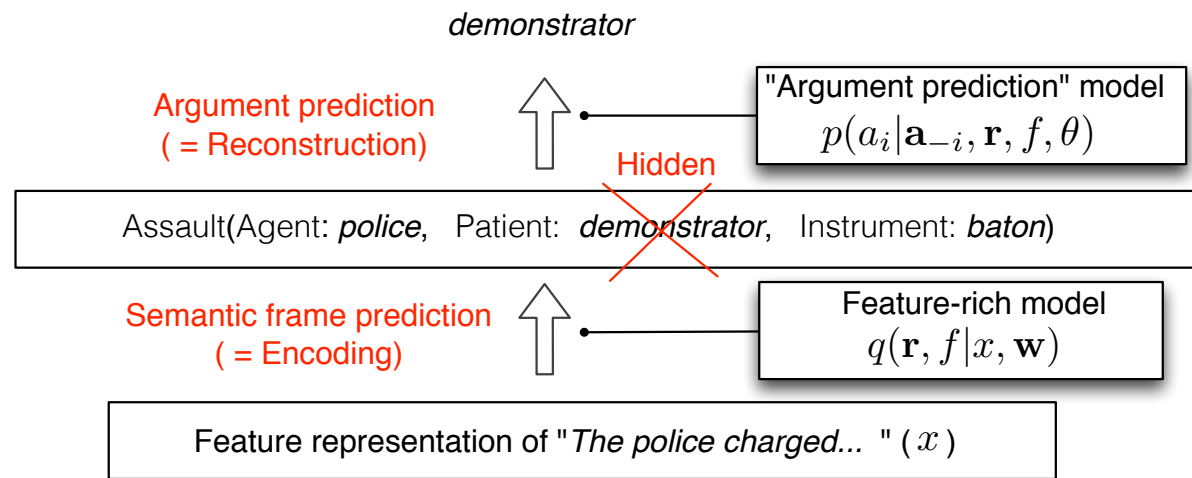 demonstrator
Argument prediction
( = Reconstruction)
"Argument prediction" model
p(a_i|a_{−i}, r, f, θ)
Hidden
Assault(Agent: police, Patient: demonstrator, Instrument: baton)
Semantic frame prediction
( = Encoding)
Feature-rich model
q(r, f|x, w)
Feature representation of "The police charged... " ( x )